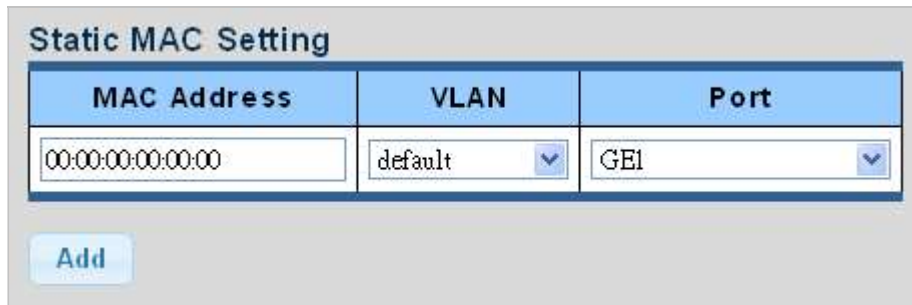 Static MAC Setting
MAC Address VLAN Port
00:00:00:00:00:00 default GE1
Add